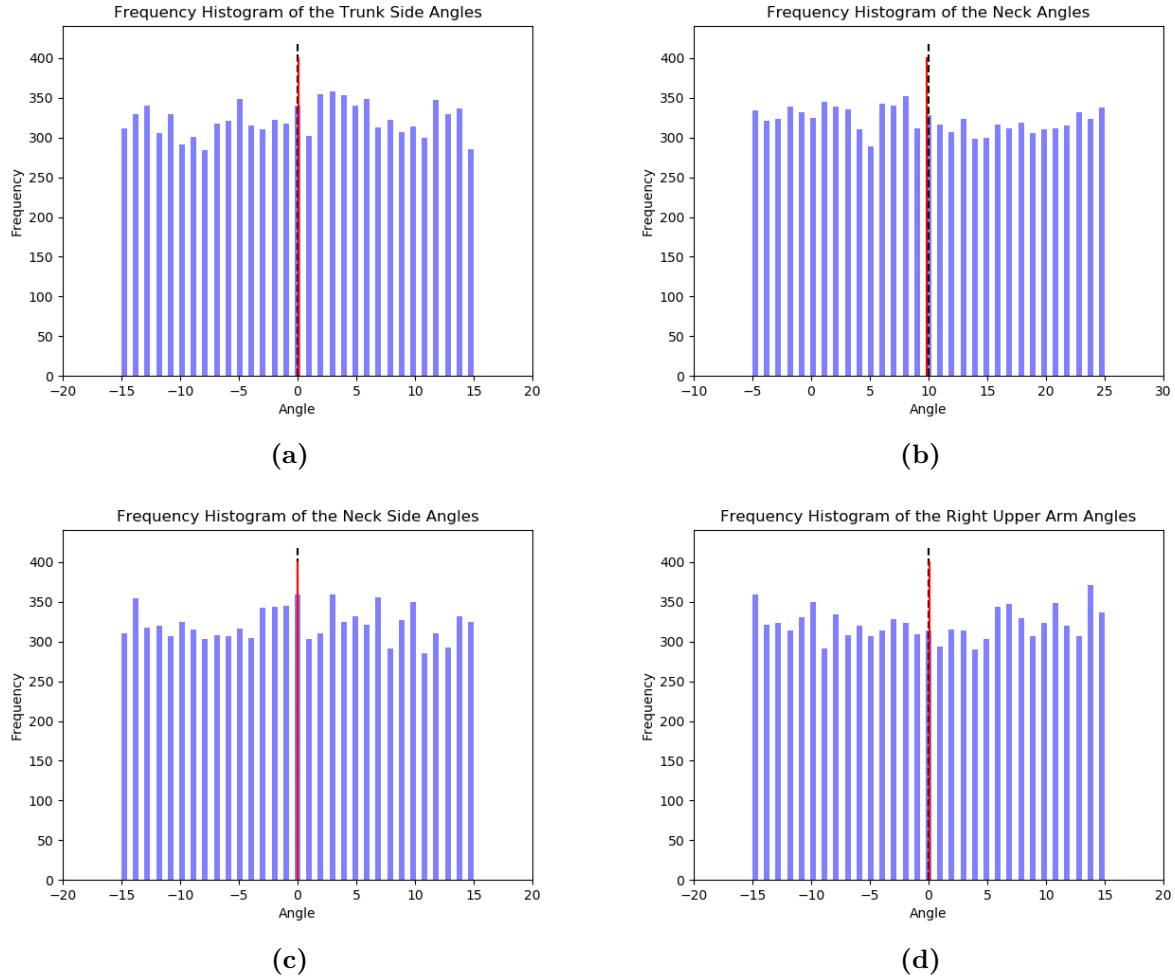 Frequency Histogram of the Trunk Side Angles
400
350
300
250
200
150
100
50
0
Frequency
−20 −15 −10 −5 0 5 10 15 20
Angle
(a)
Frequency Histogram of the Neck Angles
400
350
300
250
200
150
100
50
0
Frequency
−10 −5 0 5 10 15 20 25 30
Angle
(b)
Frequency Histogram of the Neck Side Angles
400
350
300
250
200
150
100
50
0
Frequency
−20 −15 −10 −5 0 5 10 15 20
Angle
(c)
Frequency Histogram of the Right Upper Arm Angles
400
350
300
250
200
150
100
50
0
Frequency
−20 −15 −10 −5 0 5 10 15 20
Angle
(d)